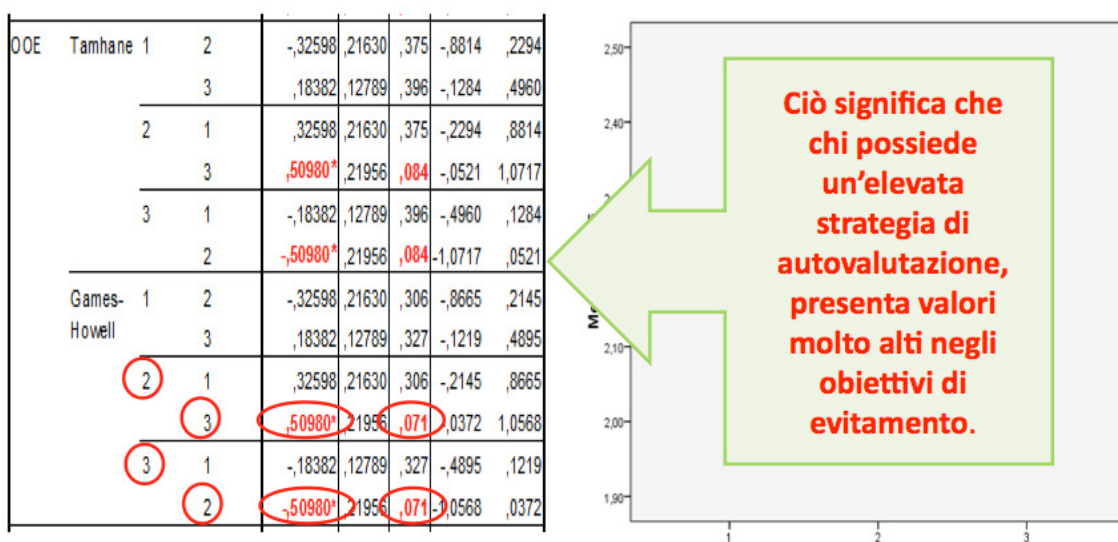 OOE Tamhane 1 2 -,32598 ,21630 ,375 -,8814 ,2294
3 ,18382 ,12789 ,396 -,1284 ,4960
2 1 ,32598 ,21630 ,375 -,2294 ,8814
3 ,50980* ,21956 ,084 -,0521 1,0717
3 1 -,18382 ,12789 ,396 -,4960 ,1284
2 -,50980* ,21956 ,084 -1,0717 ,0521
Games- 1 2 -,32598 ,21630 ,306 -,8665 ,2145
Howell 3 ,18382 ,12789 ,327 -,1219 ,4895
2 1 ,32598 ,21630 ,306 -,2145 ,8665
3 ,50980* ,21956 ,071 -,0372 1,0568
3 1 -,18382 ,12789 ,327 -,4895 ,1219
2 -,50980* ,21956 ,071 -1,0568 ,0372
2,50
2,40
2,10
2,00
1,90
1 2 3
Ciò significa che
chi possiede
un'elevata
strategia di
autovalutazione,
presenta valori
molto alti negli
obiettivi di
evitamento.